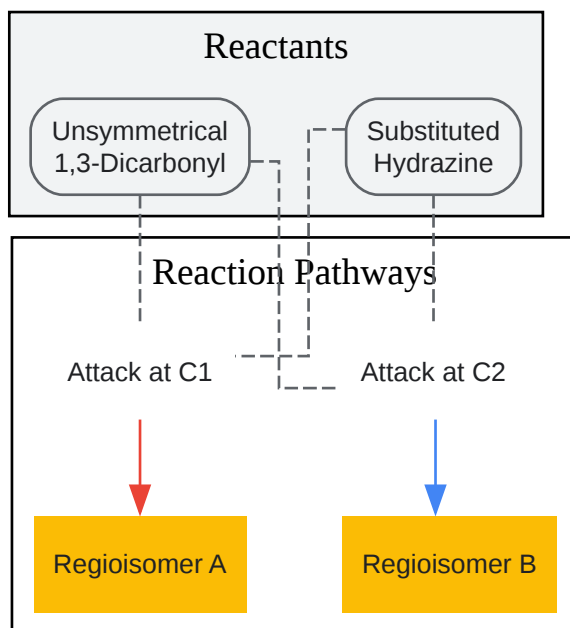 Reactants
Unsymmetrical
1,3-Dicarbonyl
Substituted
Hydrazine
Reaction Pathways
Attack at C1
Attack at C2
Regioisomer A
Regioisomer B